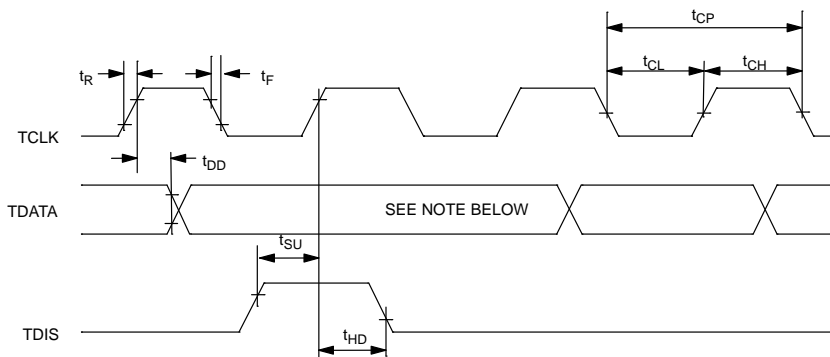 tCP
tR
tF
tCL
tCH
TCLK
tDD
TDATA
SEE NOTE BELOW
tSU
tHD
TDIS